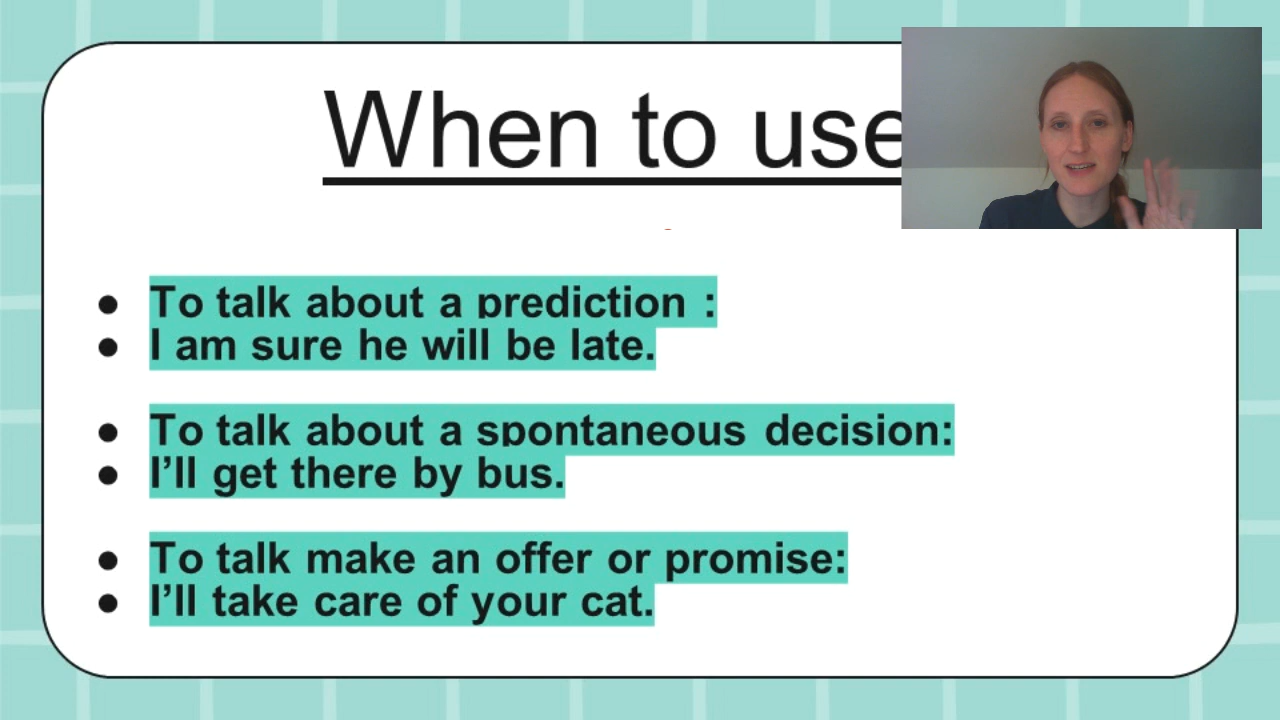 When to use
To talk about a prediction :
I am sure he will be late.
To talk about a spontaneous decision:
I’ll get there by bus.
To talk make an offer or promise:
I’ll take care of your cat.